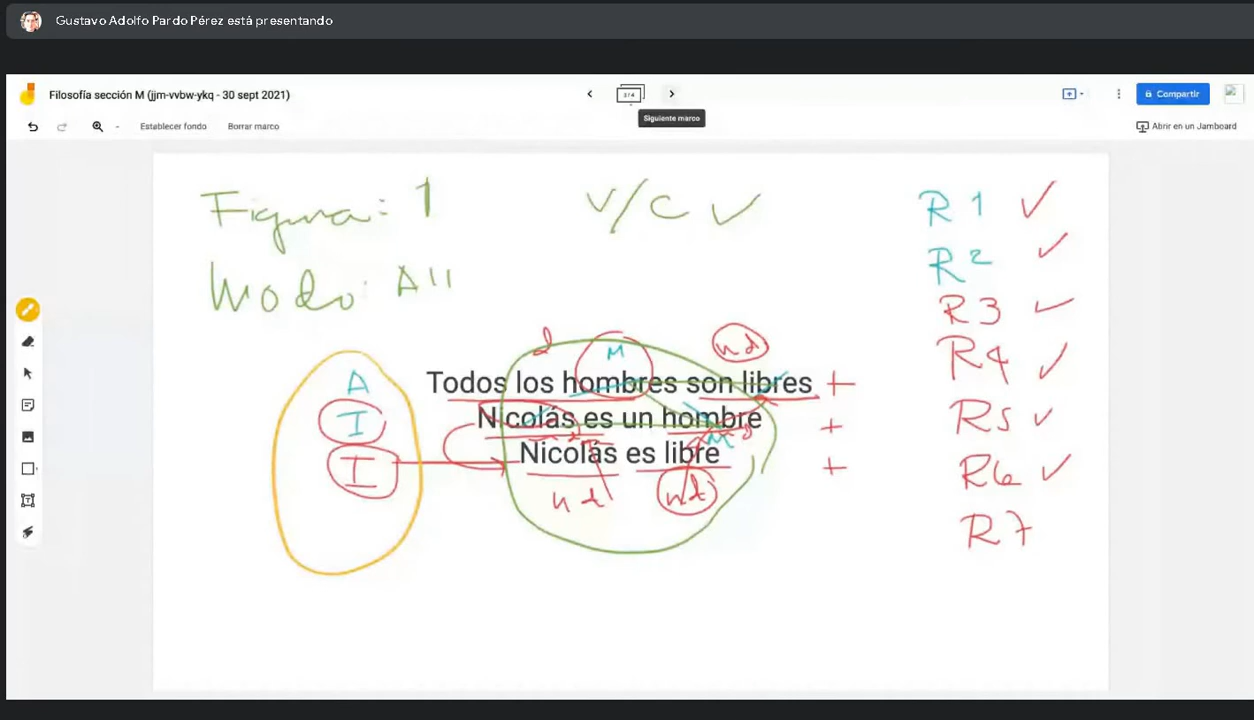 Gustavo Adolfo Pardo Pérez está presentando
Filosofía sección M (jjm-vvbw-ykq - 30 sept 2021)
3/4
Compartir
Siguiente marco
Establecer fondo
Borrar marco
Abrir en un Jamboard
Figura: 1
V/C ✓
Modo: AII
R1 ✓
R2 ✓
R3 ✓
R4 ✓
R5 ✓
R6 ✓
R7
d M nd
A Todos los hombres son libres +
I Nicolás es un hombre +
M
I Nicolás es libre +
nd nd